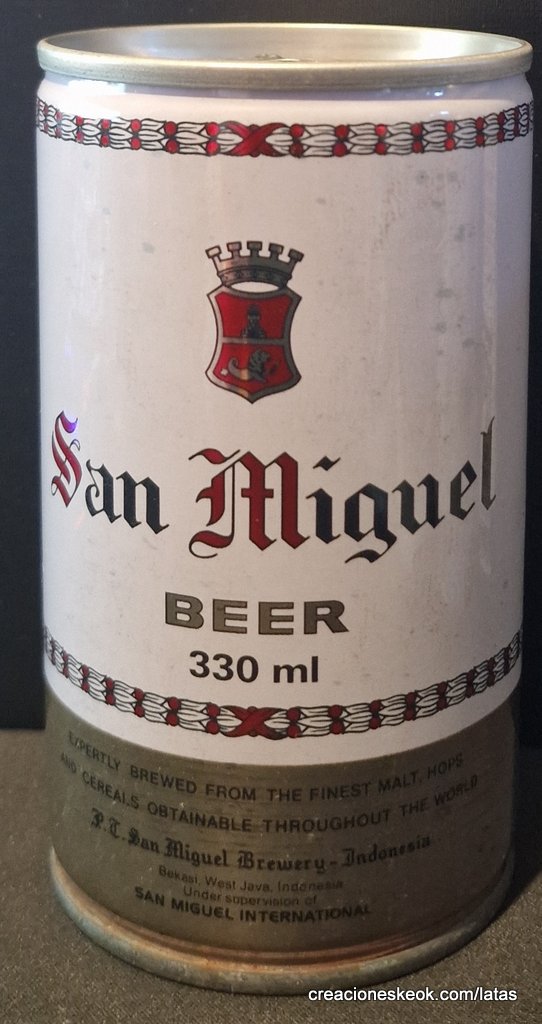 San Miguel
BEER
330 ml
EXPERTLY BREWED FROM THE FINEST MALT, HOPS
AND CEREALS OBTAINABLE THROUGHOUT THE WORLD
P.T. San Miguel Brewery - Indonesia
Bekasi, West Java, Indonesia
Under supervision of
SAN MIGUEL INTERNATIONAL
creacioneskeok.com/latas